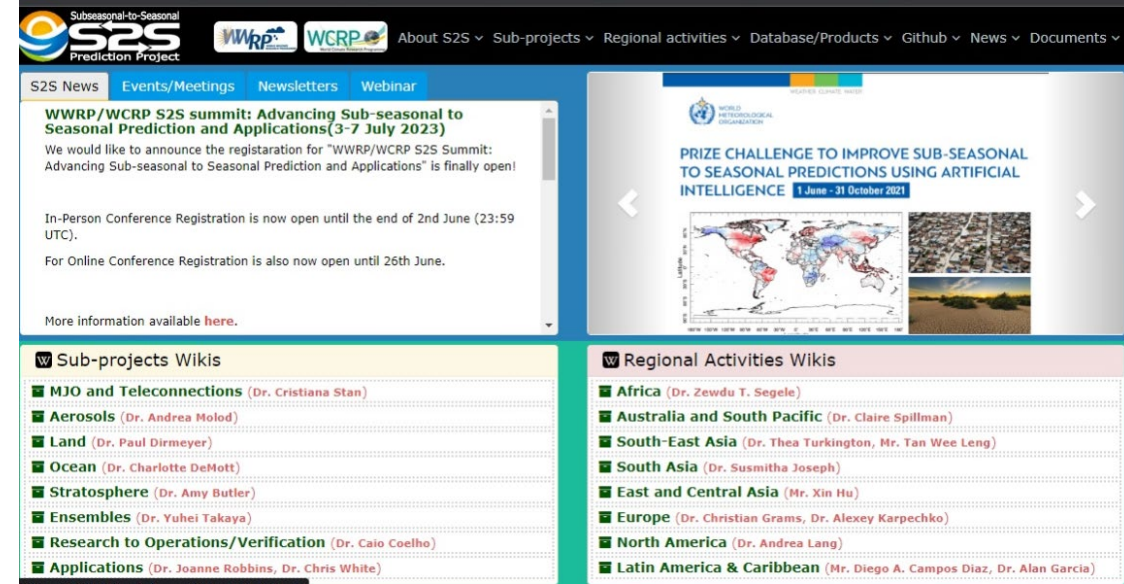 Subseasonal-to-Seasonal
S2S
Prediction Project
WWRP
WCRP
World Climate Research Programme
About S2S Sub-projects Regional activities Database/Products Github News Documents
S2S News Events/Meetings Newsletters Webinar
WWRP/WCRP S2S summit: Advancing Sub-seasonal to
Seasonal Prediction and Applications(3-
7 July 2023)
We would like to announce the registaration for "WWRP/WCRP S2S Summit:
Advancing Sub-seasonal to Seasonal Prediction and Applications" is finally open!
In-Person Conference Registration is now open until the end of 2nd June (23:59
UTC).
For Online Conference Registration is also now open until 26th June.
More information available here.
WEATHER CLIMATE WATER
WORLD
METEOROLOGICAL
ORGANIZATION
PRIZE CHALLENGE TO IMPROVE SUB-SEASONAL
TO SEASONAL PREDICTIONS USING ARTIFICIAL
INTELLIGENCE 1 June - 31 October 2021
Latitude
W Sub-projects Wikis
MJO and Teleconnections (Dr. Cristiana Stan)
Aerosols (Dr. Andrea Molod)
Land (Dr. Paul Dirmeyer)
Ocean (Dr. Charlotte DeMott)
Stratosphere (Dr. Amy Butler)
Ensembles (Dr. Yuhei Takaya)
Research to Operations/Verification (Dr. Caio Coelho)
Applications (Dr. Joanne Robbins, Dr. Chris White)
W Regional Activities Wikis
Africa (Dr. Zewdu T. Segele)
Australia and South Pacific (Dr. Claire Spillman)
South-East Asia (Dr. Thea Turkington, Mr. Tan Wee Leng)
South Asia (Dr. Susmitha Joseph)
East and Central Asia (Mr. Xin Hu)
Europe (Dr. Christian Grams, Dr. Alexey Karpechko)
North America (Dr. Andrea Lang)
Latin America & Caribbean (Mr. Diego A. Campos Diaz, Dr. Alan Garcia)